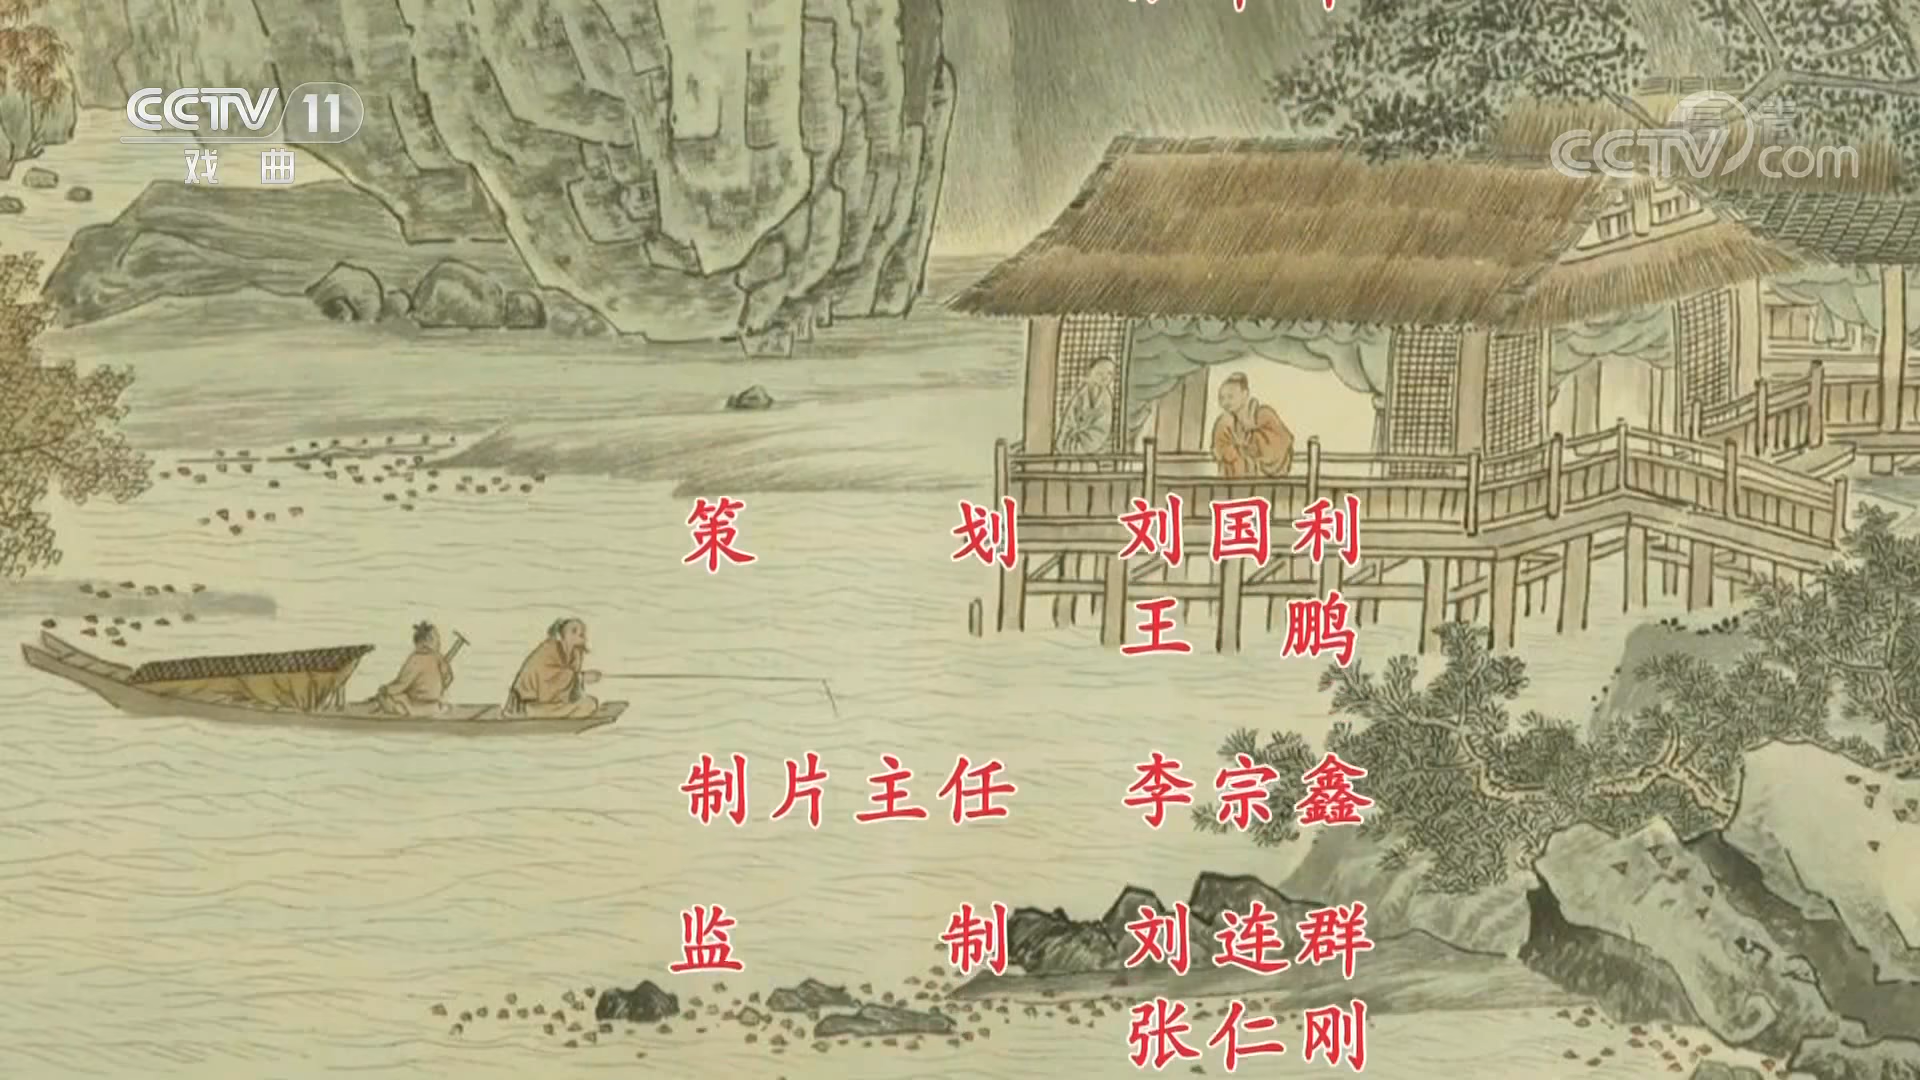 CCTV 11
戏曲
CCTV.com
策划 刘国利
王鹏
制片主任 李宗鑫
监制 刘连群
张仁刚